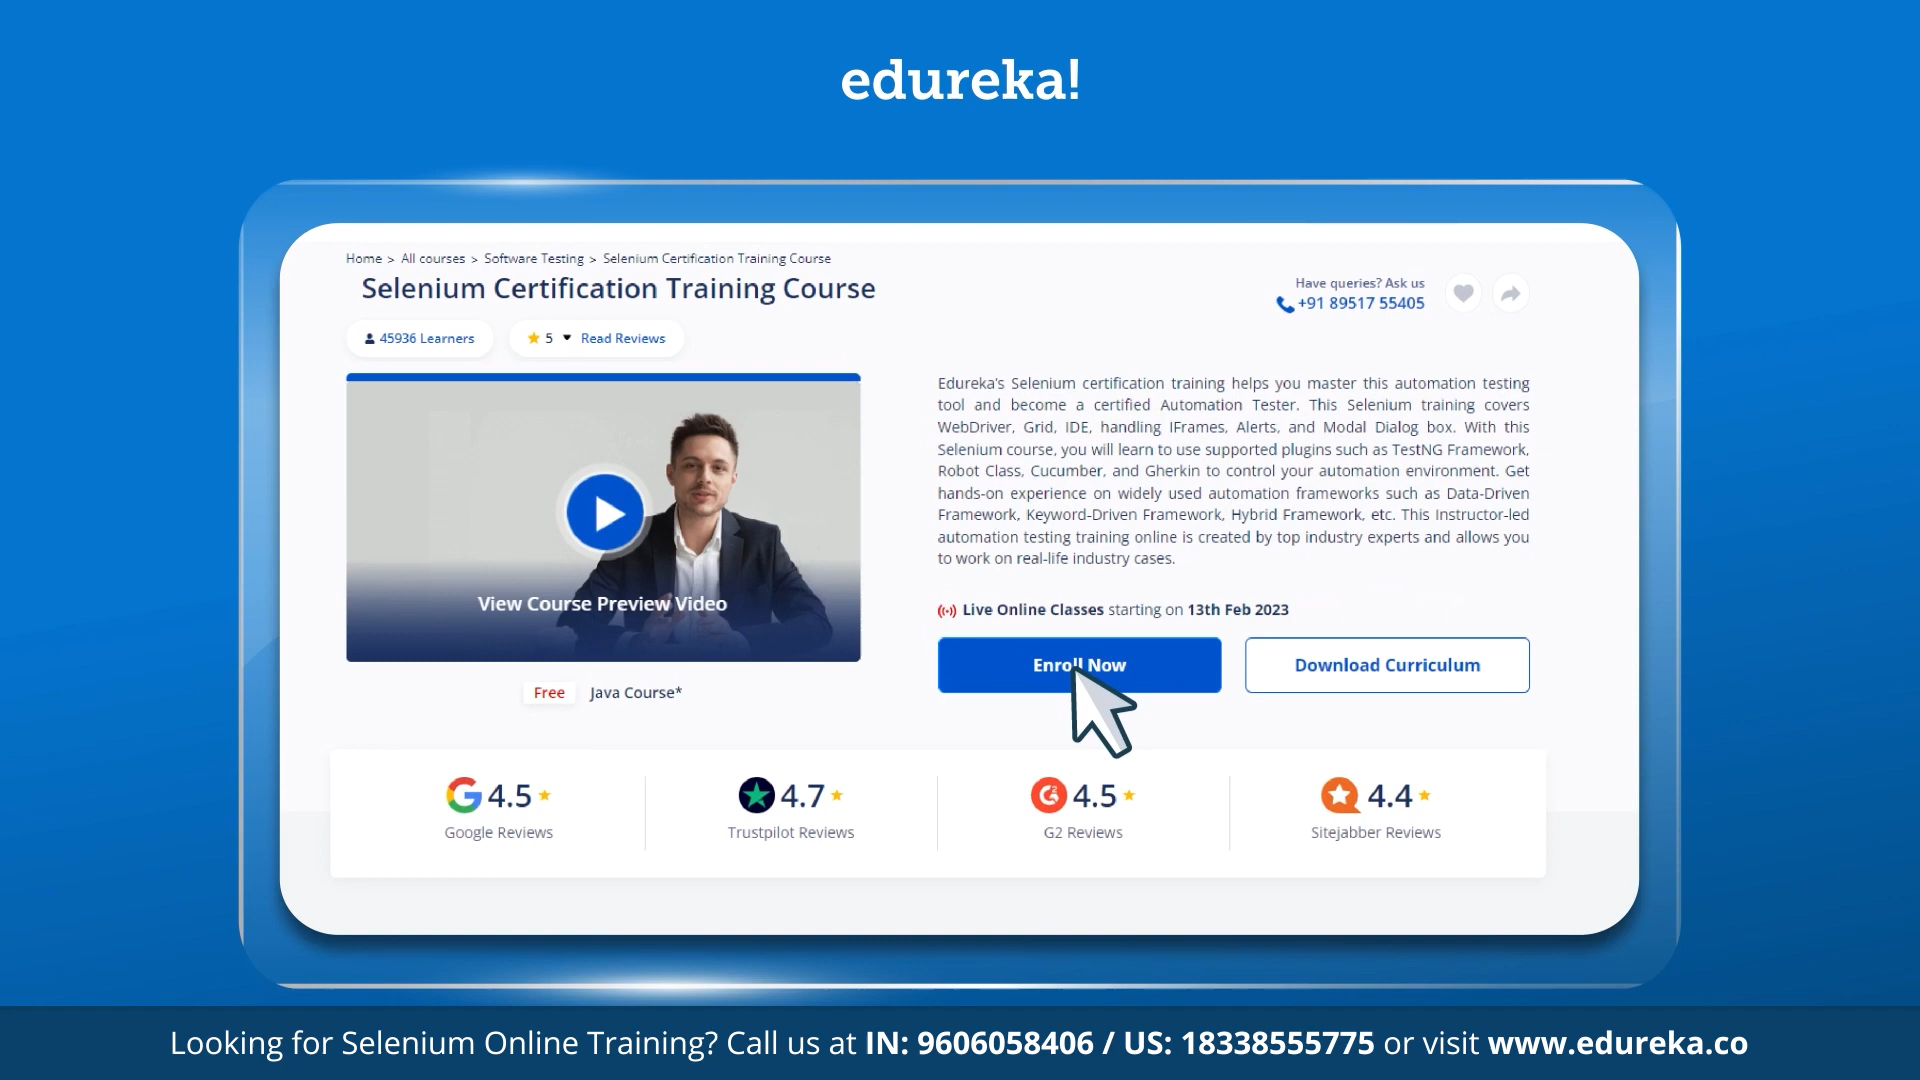 edureka!
Home > All courses > Software Testing > Selenium Certification Training Course
Selenium Certification Training Course
Have queries? Ask us
+91 89517 55405
45936 Learners
5 Read Reviews
Edureka's Selenium certification training helps you master this automation testing
tool and become a certified Automation Tester. This Selenium training covers
WebDriver, Grid, IDE, handling IFrames, Alerts, and Modal Dialog box. With this
Selenium course, you will learn to use supported plugins such as TestNG Framework,
Robot Class, Cucumber, and Gherkin to control your automation environment. Get
hands-on experience on widely used automation frameworks such as Data-Driven
Framework, Keyword-Driven Framework, Hybrid Framework, etc. This Instructor-led
automation testing training online is created by top industry experts and allows you
to work on real-life industry cases.
View Course Preview Video
Live Online Classes starting on 13th Feb 2023
Enroll Now
Download Curriculum
Free Java Course*
4.5
Google Reviews
4.7
Trustpilot Reviews
4.5
G2 Reviews
4.4
Sitejabber Reviews
Looking for Selenium Online Training? Call us at IN: 9606058406 / US: 18338555775 or visit www.edureka.co